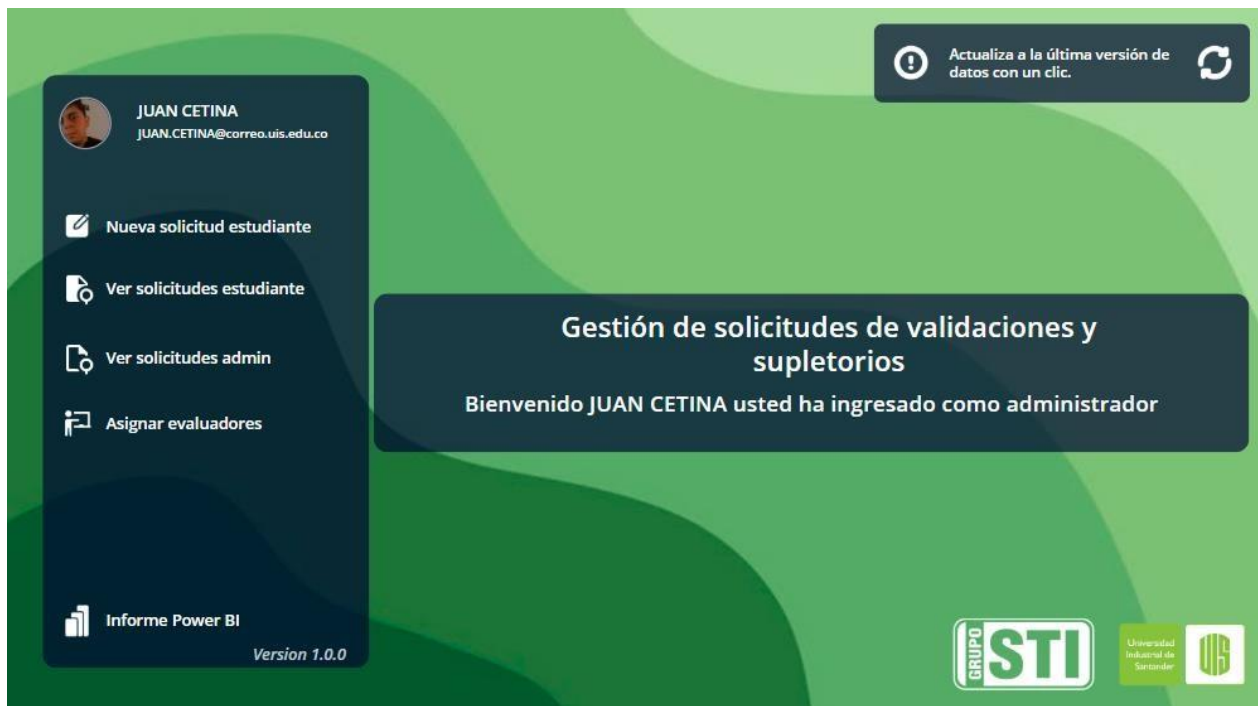 JUAN CETINA
JUAN.CETINA@correo.uis.edu.co
Nueva solicitud estudiante
Ver solicitudes estudiante
Ver solicitudes admin
Asignar evaluadores
Informe Power BI
Version 1.0.0
Actualiza a la última versión de
datos con un clic.
Gestión de solicitudes de validaciones y
supletorios
Bienvenido JUAN CETINA usted ha ingresado como administrador
GRUPO
STI
Universidad
Industrial de
Santander
UIS